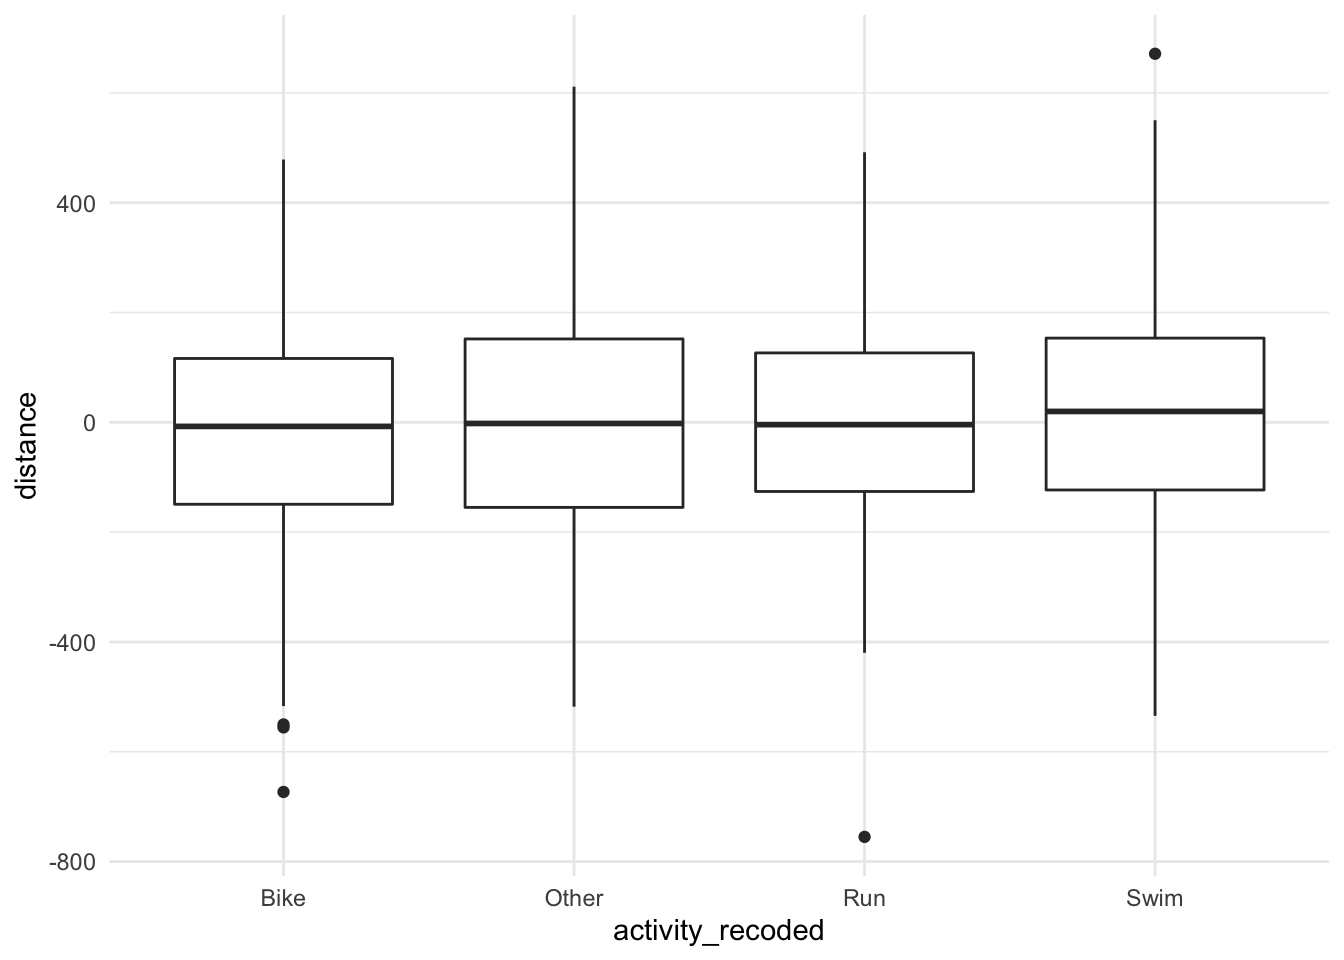 400
0
-400
-800
distance
Bike Other Run Swim
activity_recoded